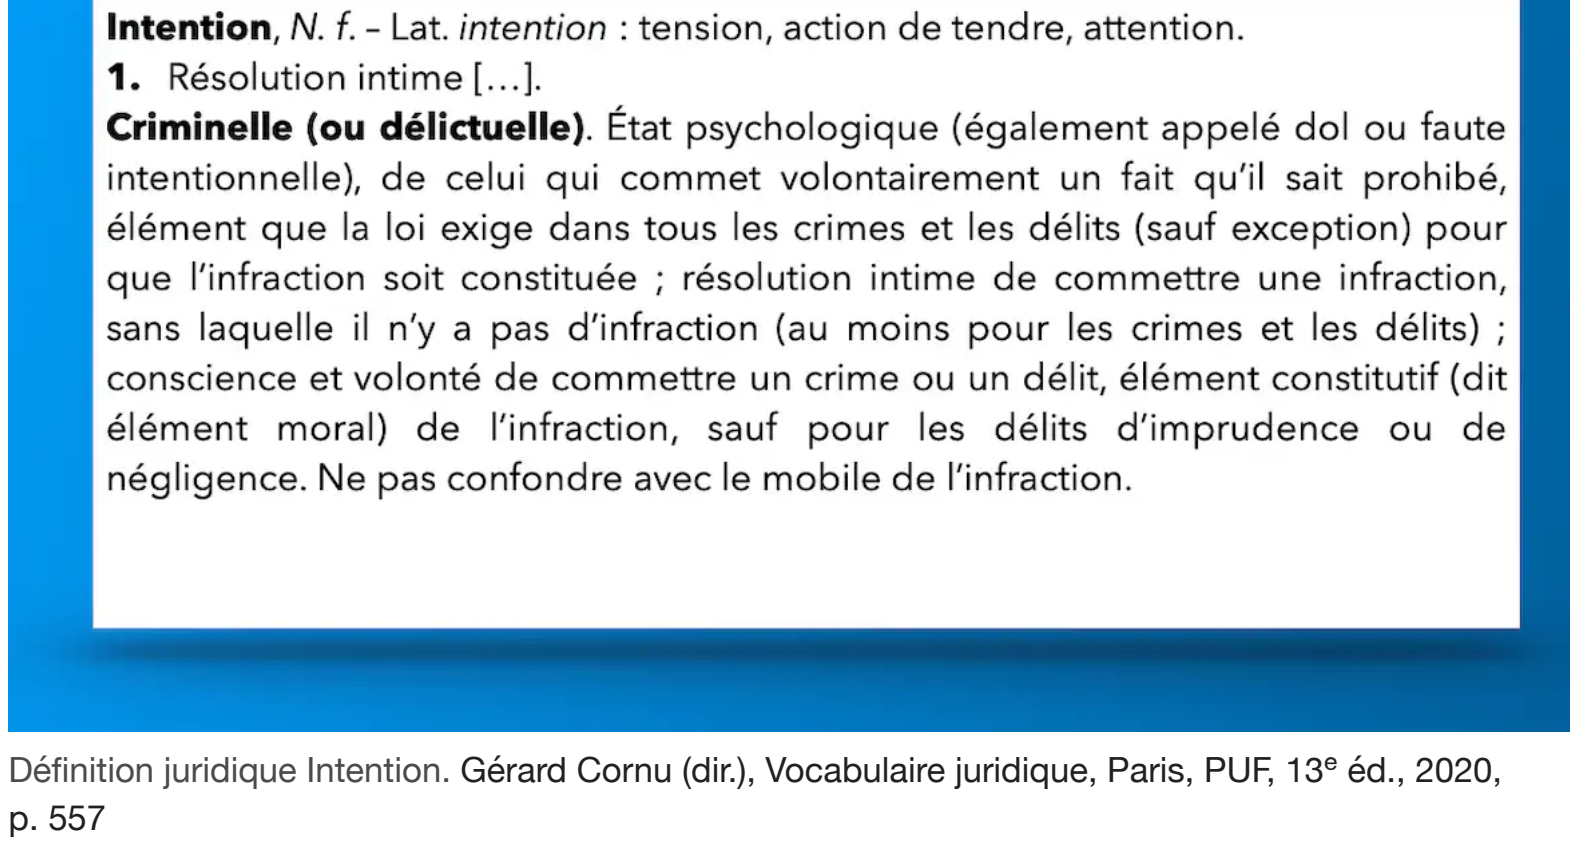 Intention, N. f. – Lat. intention : tension, action de tendre, attention.
1. Résolution intime [...].
Criminelle (ou délictuelle). État psychologique (également appelé dol ou faute
intentionnelle), de celui qui commet volontairement un fait qu’il sait prohibé,
élément que la loi exige dans tous les crimes et les délits (sauf exception) pour
que l’infraction soit constituée ; résolution intime de commettre une infraction,
sans laquelle il n’y a pas d’infraction (au moins pour les crimes et les délits) ;
conscience et volonté de commettre un crime ou un délit, élément constitutif (dit
élément moral) de l’infraction, sauf pour les délits d’imprudence ou de
négligence. Ne pas confondre avec le mobile de l’infraction.
Définition juridique Intention. Gérard Cornu (dir.), Vocabulaire juridique, Paris, PUF, 13e éd., 2020,
p. 557